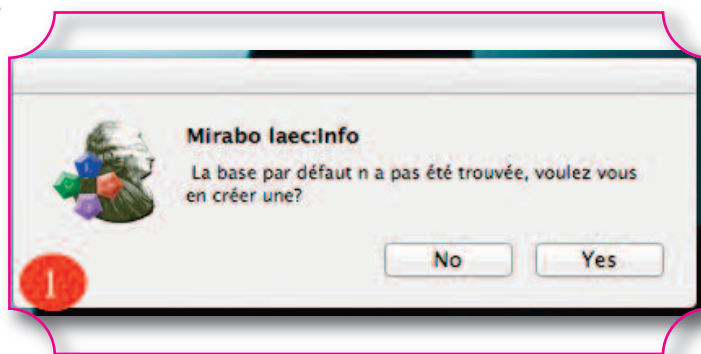 Mirabo laec:Info
La base par défaut n a pas été trouvée, voulez vous
en créer une?
No Yes
1